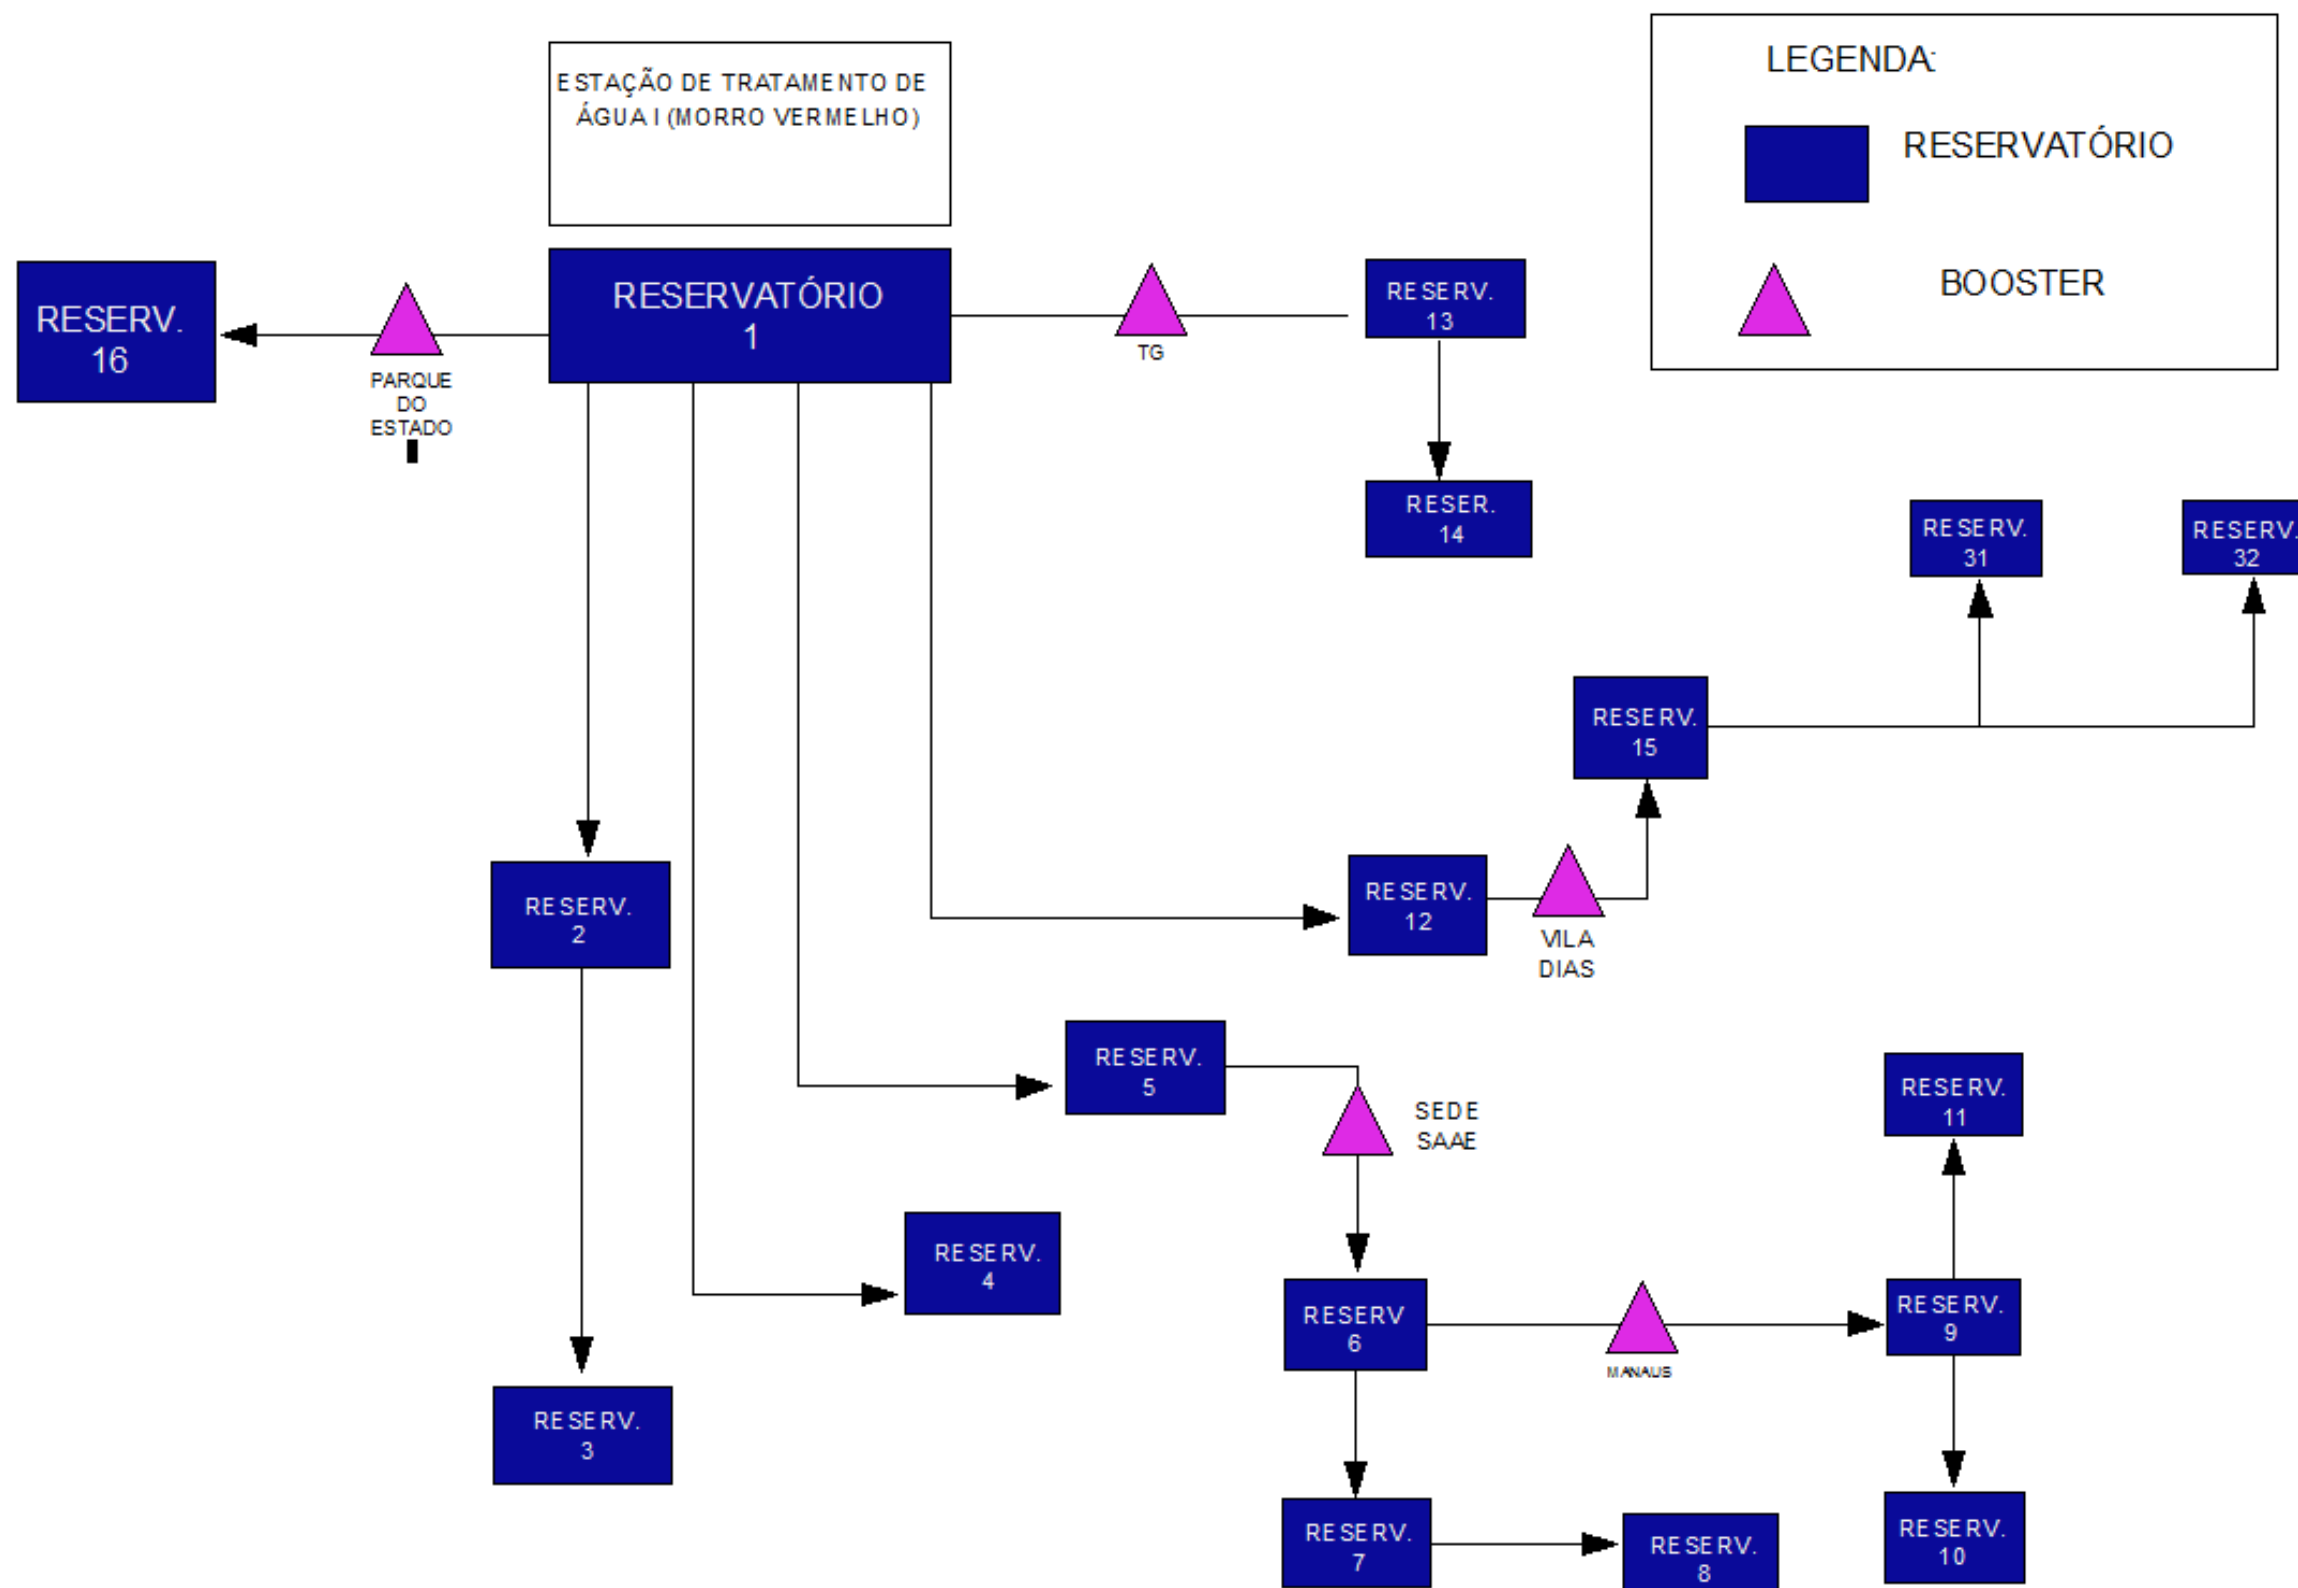 ESTAÇÃO DE TRATAMENTO DE
ÁGUA I (MORRO VERMELHO)
LEGENDA:
RESERVATÓRIO
BOOSTER
RESERV.
16
PARQUE
DO
ESTADO
RESERVATÓRIO
1
TG
RESERV.
13
RESER.
14
RESERV.
31
RESERV.
32
RESERV.
15
RESERV.
2
RESERV.
12
VILA
DIAS
RESERV.
5
SEDE
SAAE
RESERV.
11
RESERV.
4
RESERV
6
MANAUS
RESERV.
9
RESERV.
3
RESERV.
7
RESERV.
8
RESERV.
10